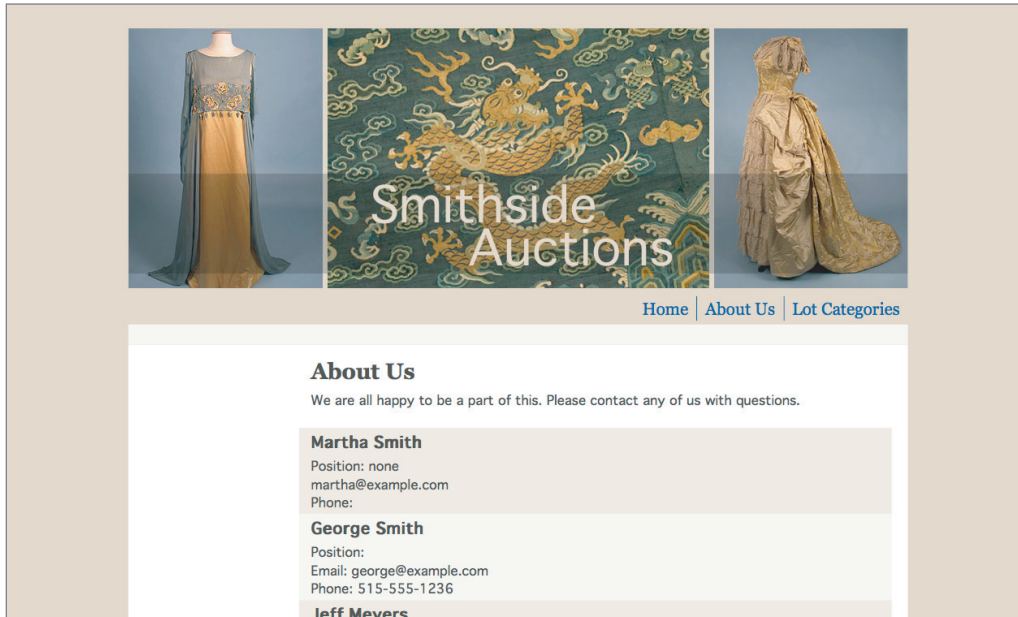 Smithside
Auctions
Home About Us Lot Categories
About Us
We are all happy to be a part of this. Please contact any of us with questions.
Martha Smith
Position: none
martha@example.com
Phone:
George Smith
Position:
Email: george@example.com
Phone: 515-555-1236
Jeff Meyers